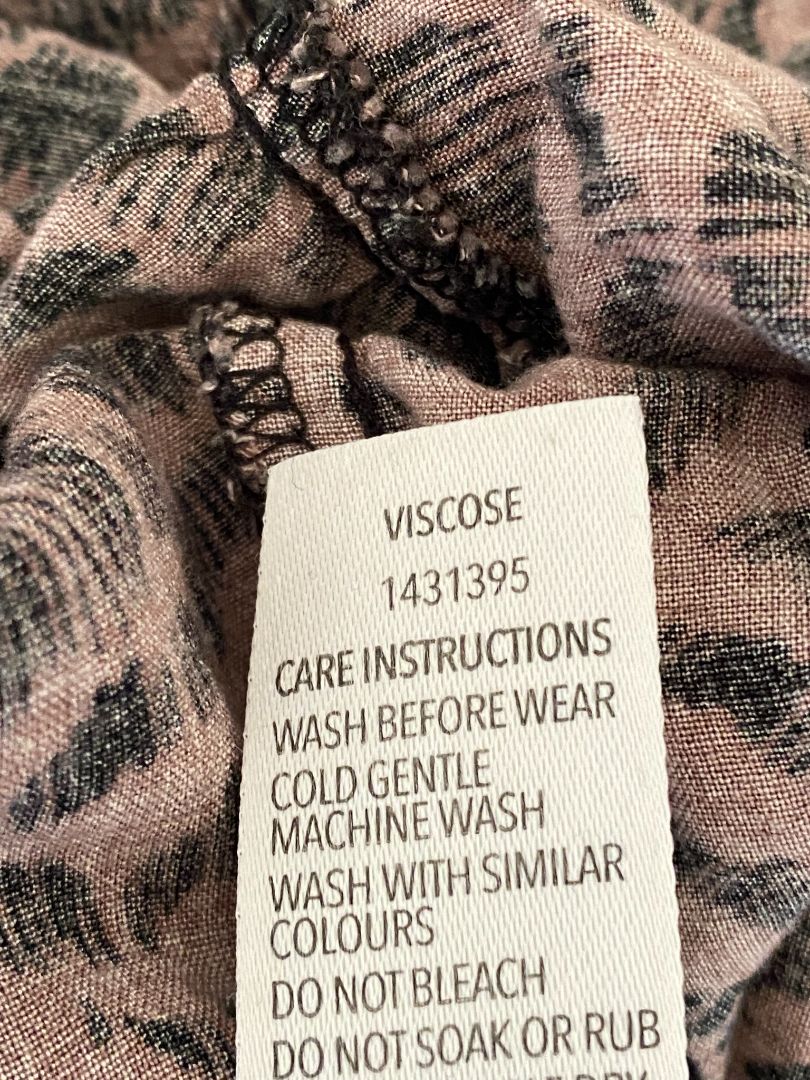 VISCOSE
1431395
CARE INSTRUCTIONS
WASH BEFORE WEAR
COLD GENTLE
MACHINE WASH
WASH WITH SIMILAR
COLOURS
DO NOT BLEACH
DO NOT SOAK OR RUB
DRY